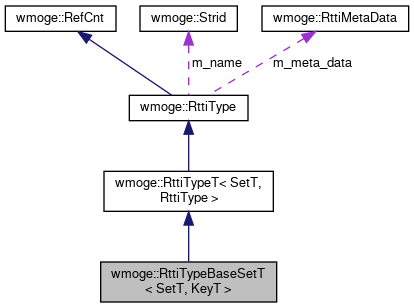 wmoge::RefCnt
wmoge::Strid
wmoge::RttiMetaData
m_name
m_meta_data
wmoge::RttiType
wmoge::RttiTypeT< SetT,
RttiType >
wmoge::RttiTypeBaseSetT
< SetT, KeyT >